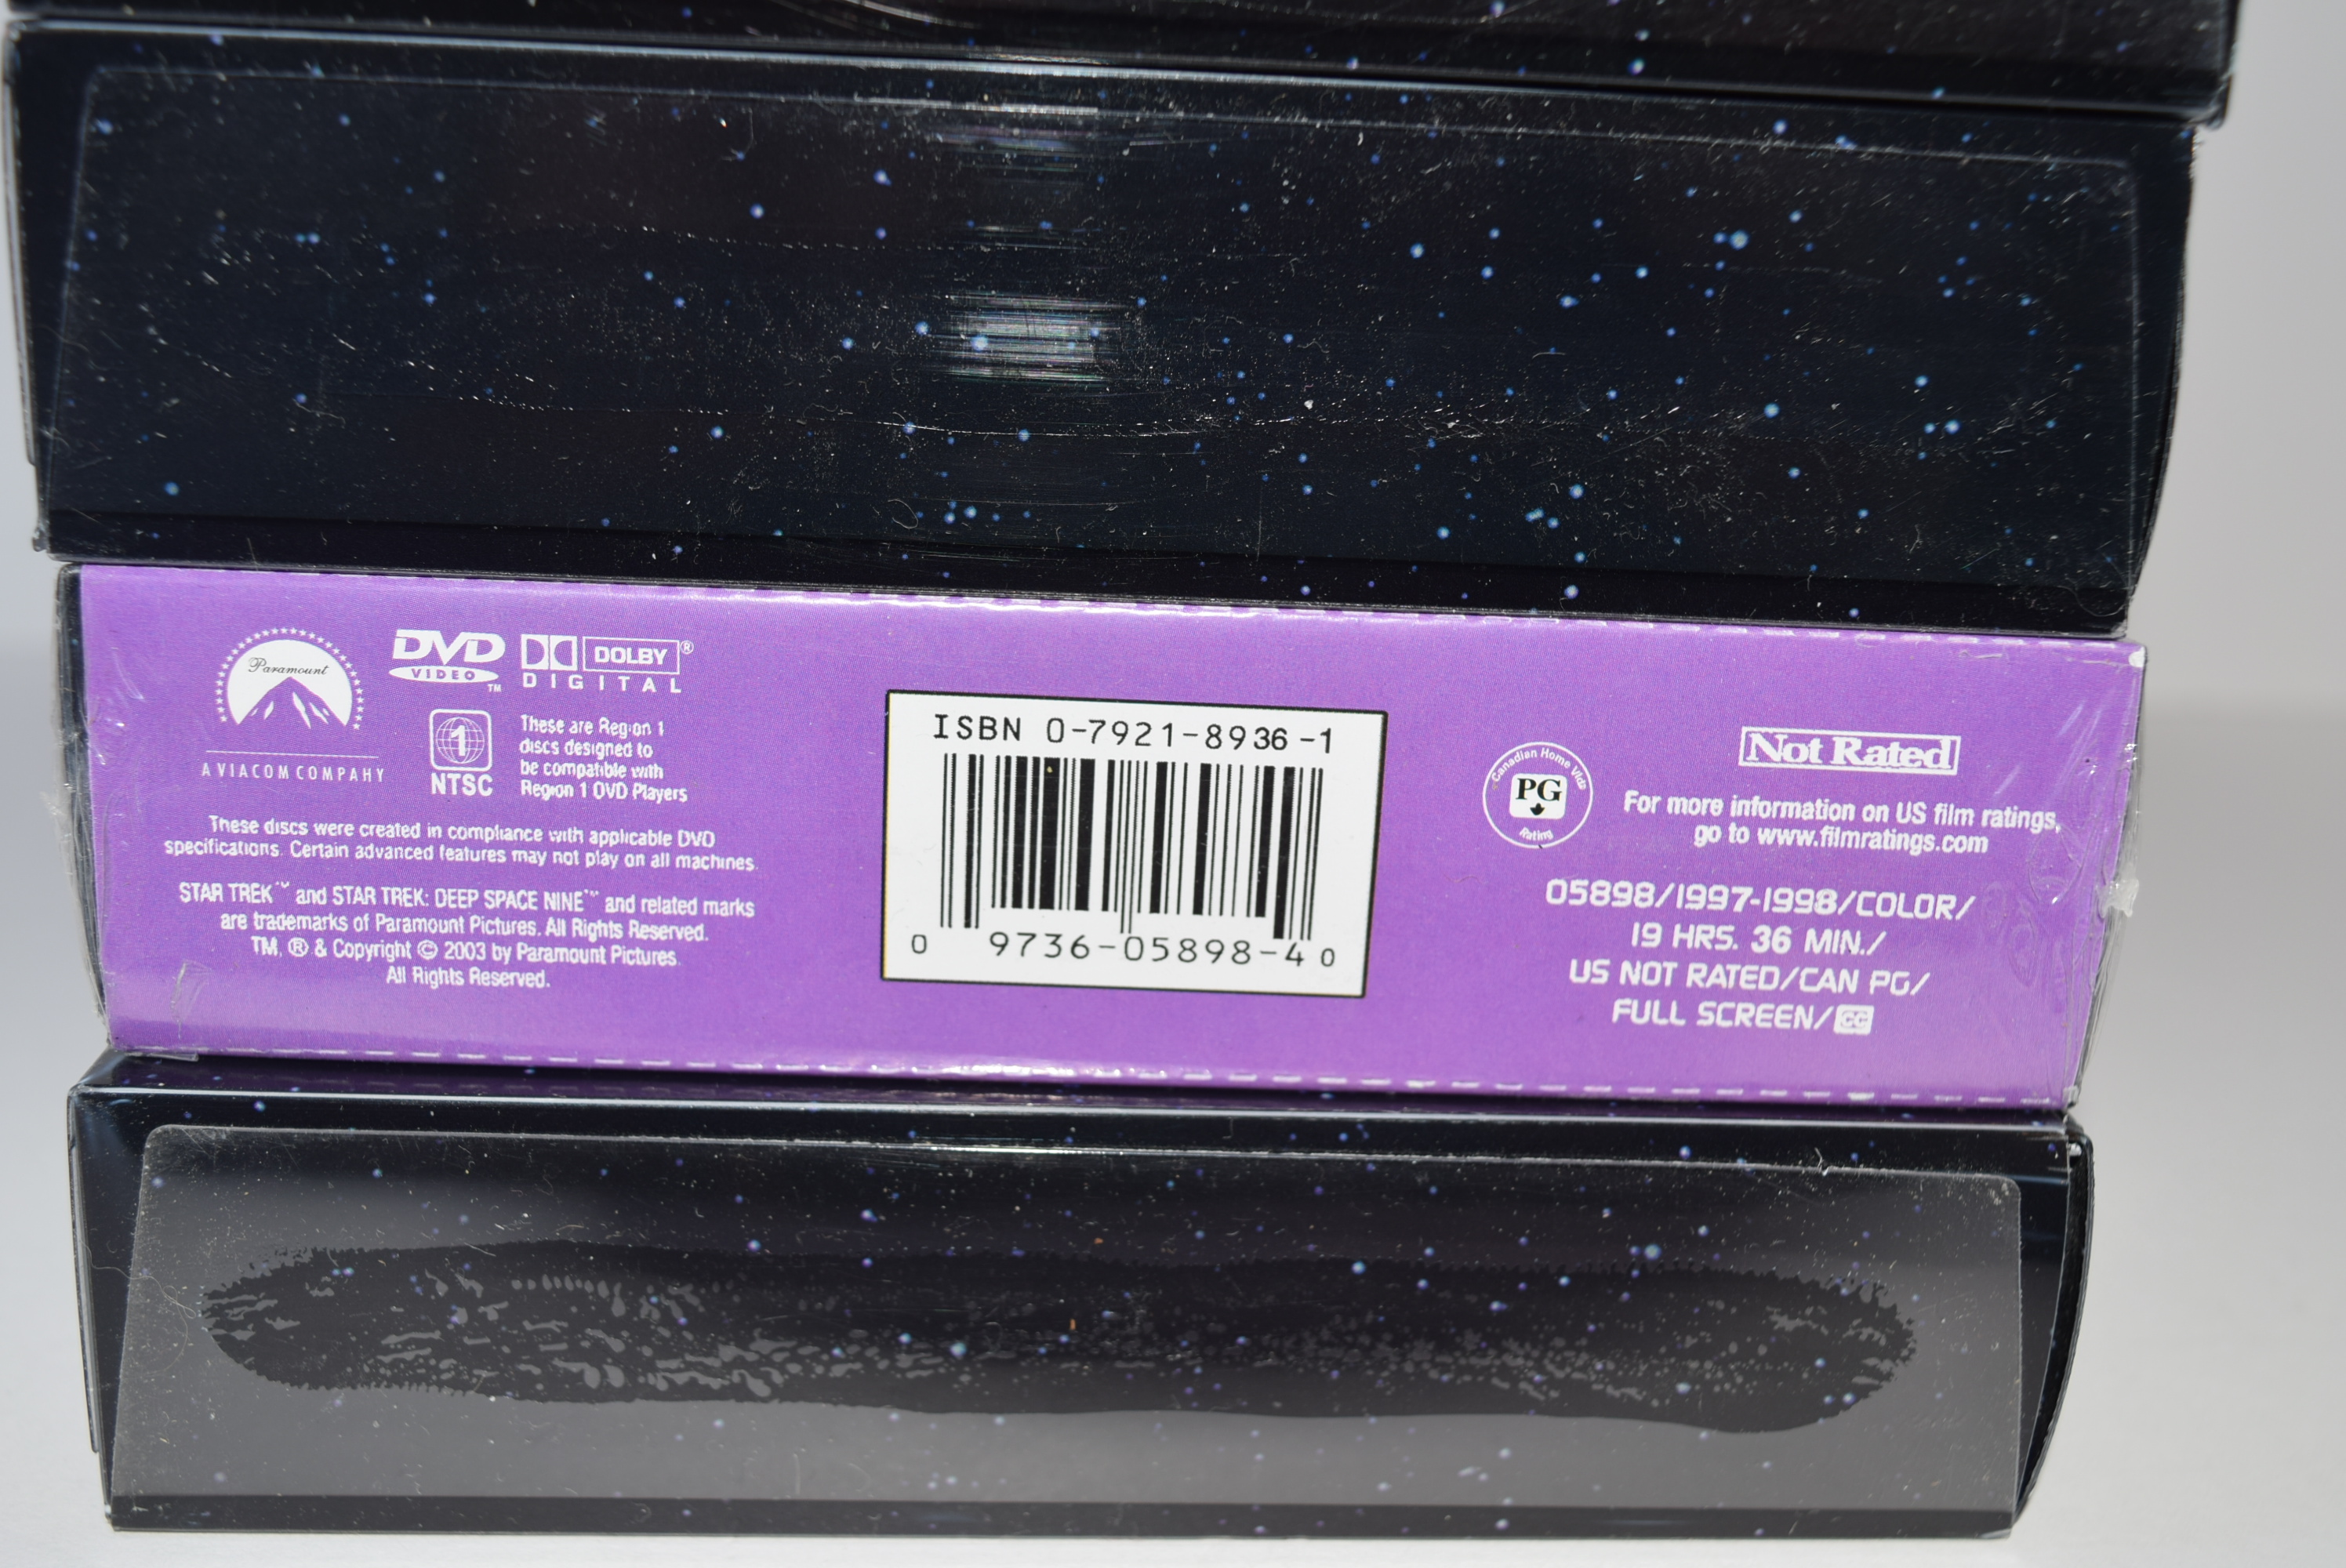 Paramount
A VIACOM COMPANY
DVD
VIDEO
TM
DOLBY ®
DIGITAL
1
NTSC
These are Region 1
discs designed to
be compatible with
Region 1 DVD Players
These discs were created in compliance with applicable DVD
specifications. Certain advanced features may not play on all machines.
STAR TREK™ and STAR TREK: DEEP SPACE NINE™ and related marks
are trademarks of Paramount Pictures. All Rights Reserved.
TM, ® & Copyright © 2003 by Paramount Pictures.
All Rights Reserved.
ISBN 0-7921-8936-1
0 9736-05898-4 0
Canadian Home Video
PG
Rating
Not Rated
For more information on US film ratings,
go to www.filmratings.com
05898/1997-1998/COLOR/
19 HRS. 36 MIN./
US NOT RATED/CAN PG/
FULL SCREEN/CC